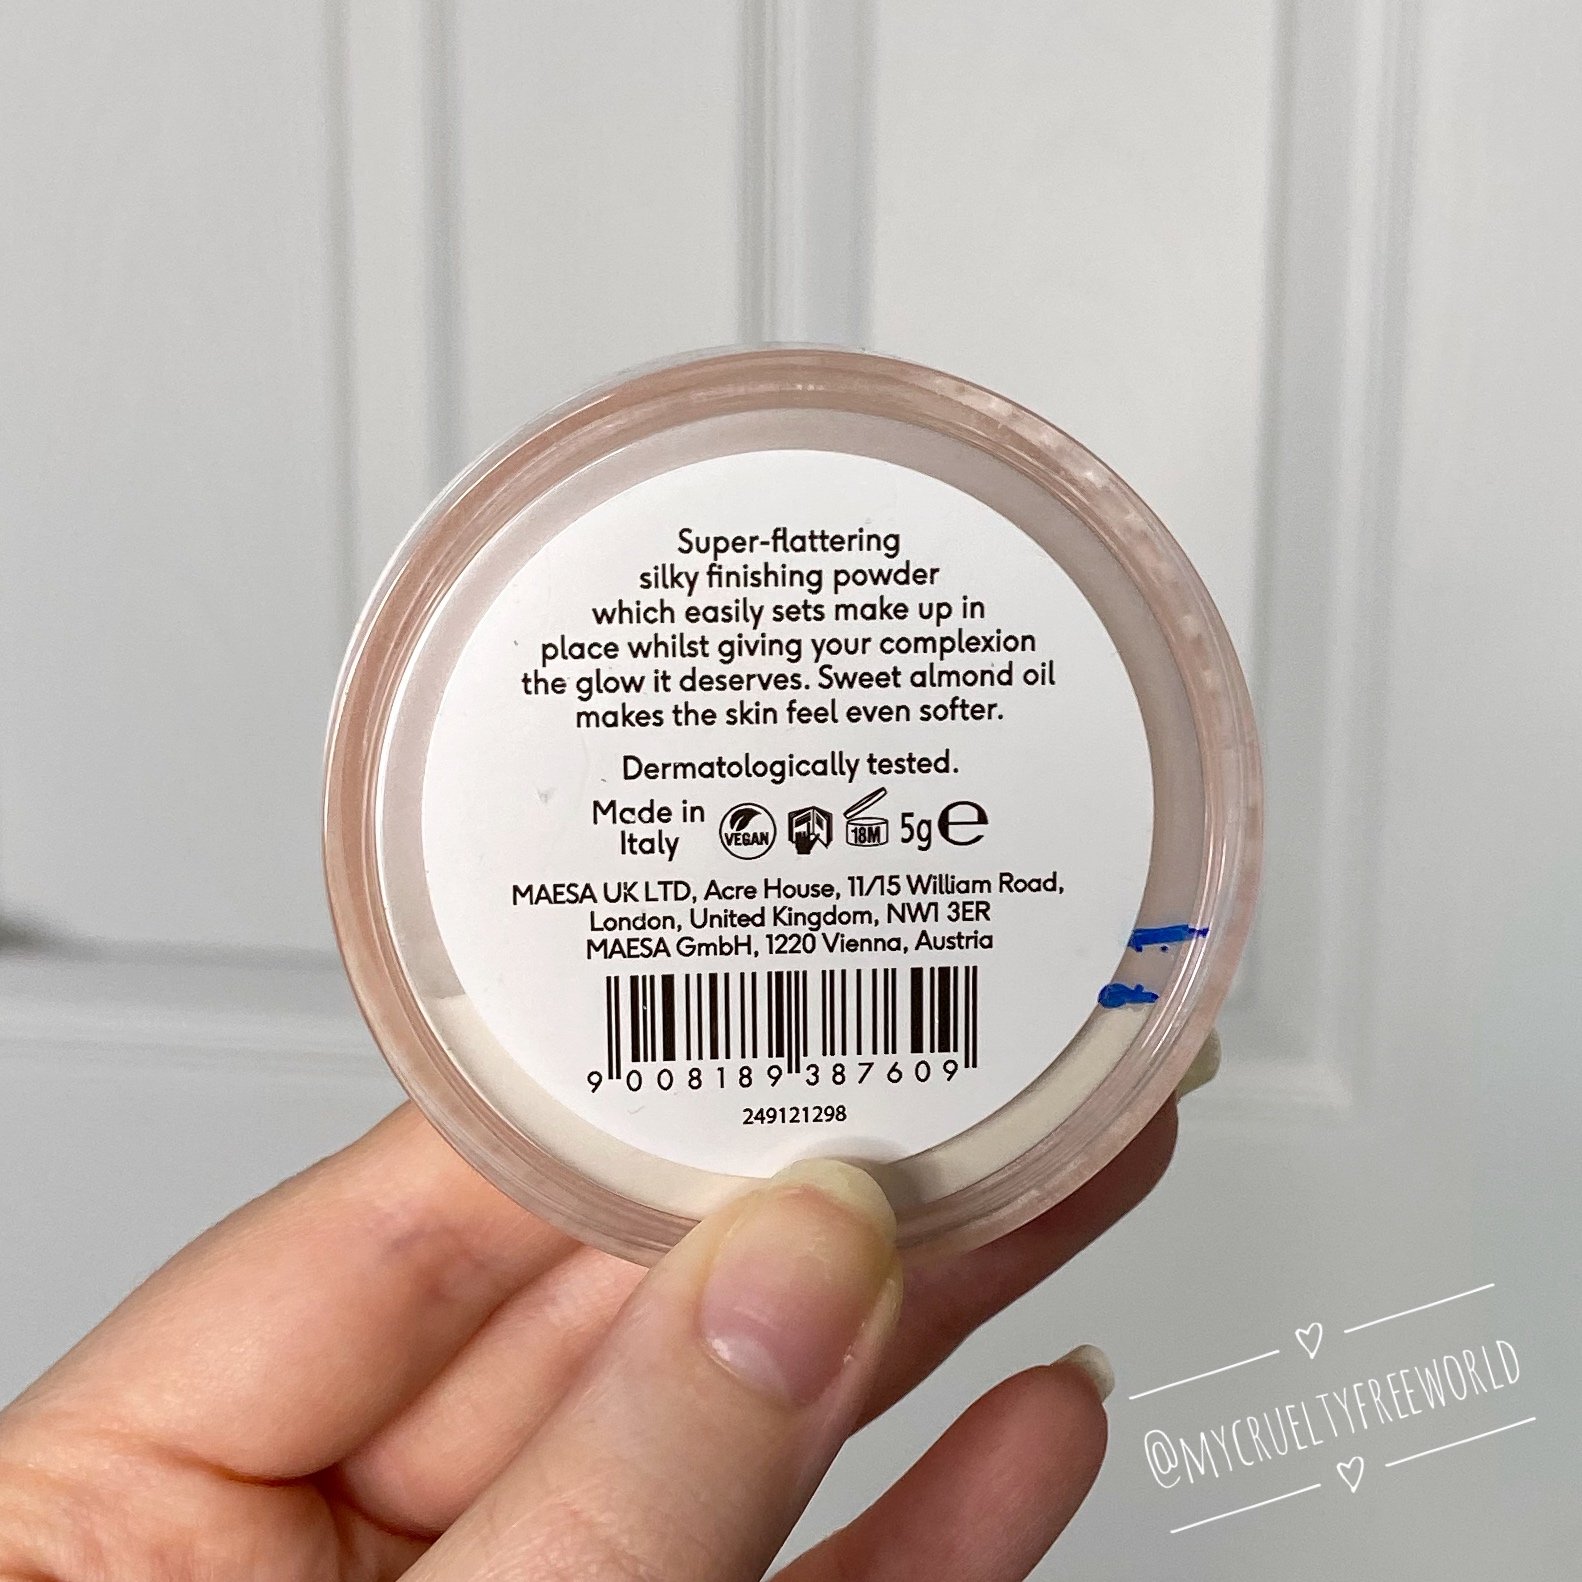 Super-flattering
silky finishing powder
which easily sets make up in
place whilst giving your complexion
the glow it deserves. Sweet almond oil
makes the skin feel even softer.
Dermatologically tested.
Made in
Italy
VEGAN
18M
5g℮
MAESA UK LTD, Acre House, 11/15 William Road,
London, United Kingdom, NW1 3ER
MAESA GmbH, 1220 Vienna, Austria
9 008189 387609
249121298
@MYCRUELTYFREEWORLD